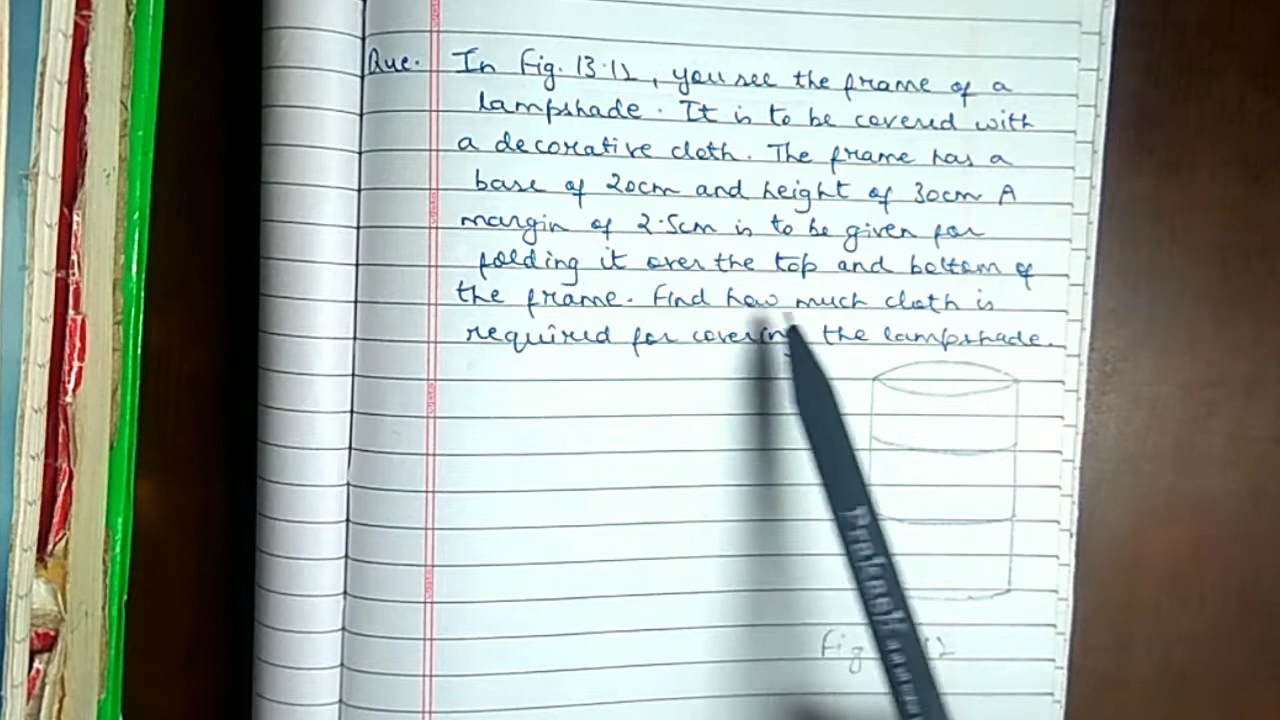 Que. In Fig. 13.12, you see the frame of a
lampshade. It is to be covered with
a decorative cloth. The frame has a
base of 20cm and height of 30cm A
margin of 2.5cm is to be given for
folding it over the top and bottom of
the frame. Find how much cloth is
required for covering the lampshade.
Fig 12